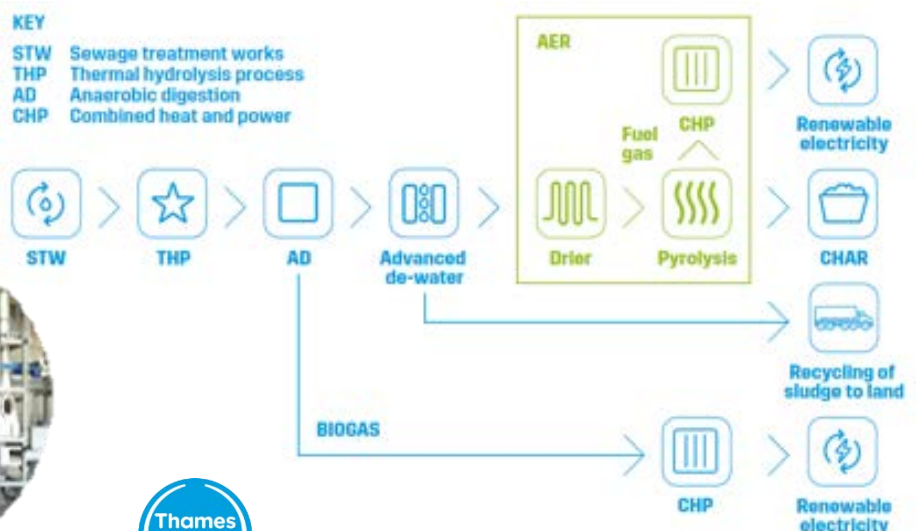 KEY
STW Sewage treatment works
THP Thermal hydrolysis process
AD Anaerobic digestion
CHP Combined heat and power
AER
CHP
Fuel
gas
Renewable
electricity
STW
THP
AD
Advanced
de-water
Drier
Pyrolysis
CHAR
Recycling of
sludge to land
BIOGAS
CHP
Renewable
electricity
Thames